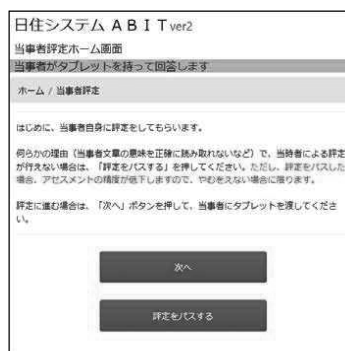 日住システム ＡＢＩＴver2
当事者評定ホーム画面
当事者がタブレットを持って回答します
ホーム / 当事者評定
はじめに、当事者自身に評定をしてもらいます。
何らかの理由（当事者文章の意味を正確に読み取れないなど）で、当時者による評定
が行えない場合は、「評定をパスする」を押してください。ただし、評定をパスした
場合、アセスメントの精度が低下しますので、やむをえない場合に限ります。
評定に進む場合は、「次へ」ボタンを押して、当事者にタブレットを渡してくださ
い。
次へ
評定をパスする